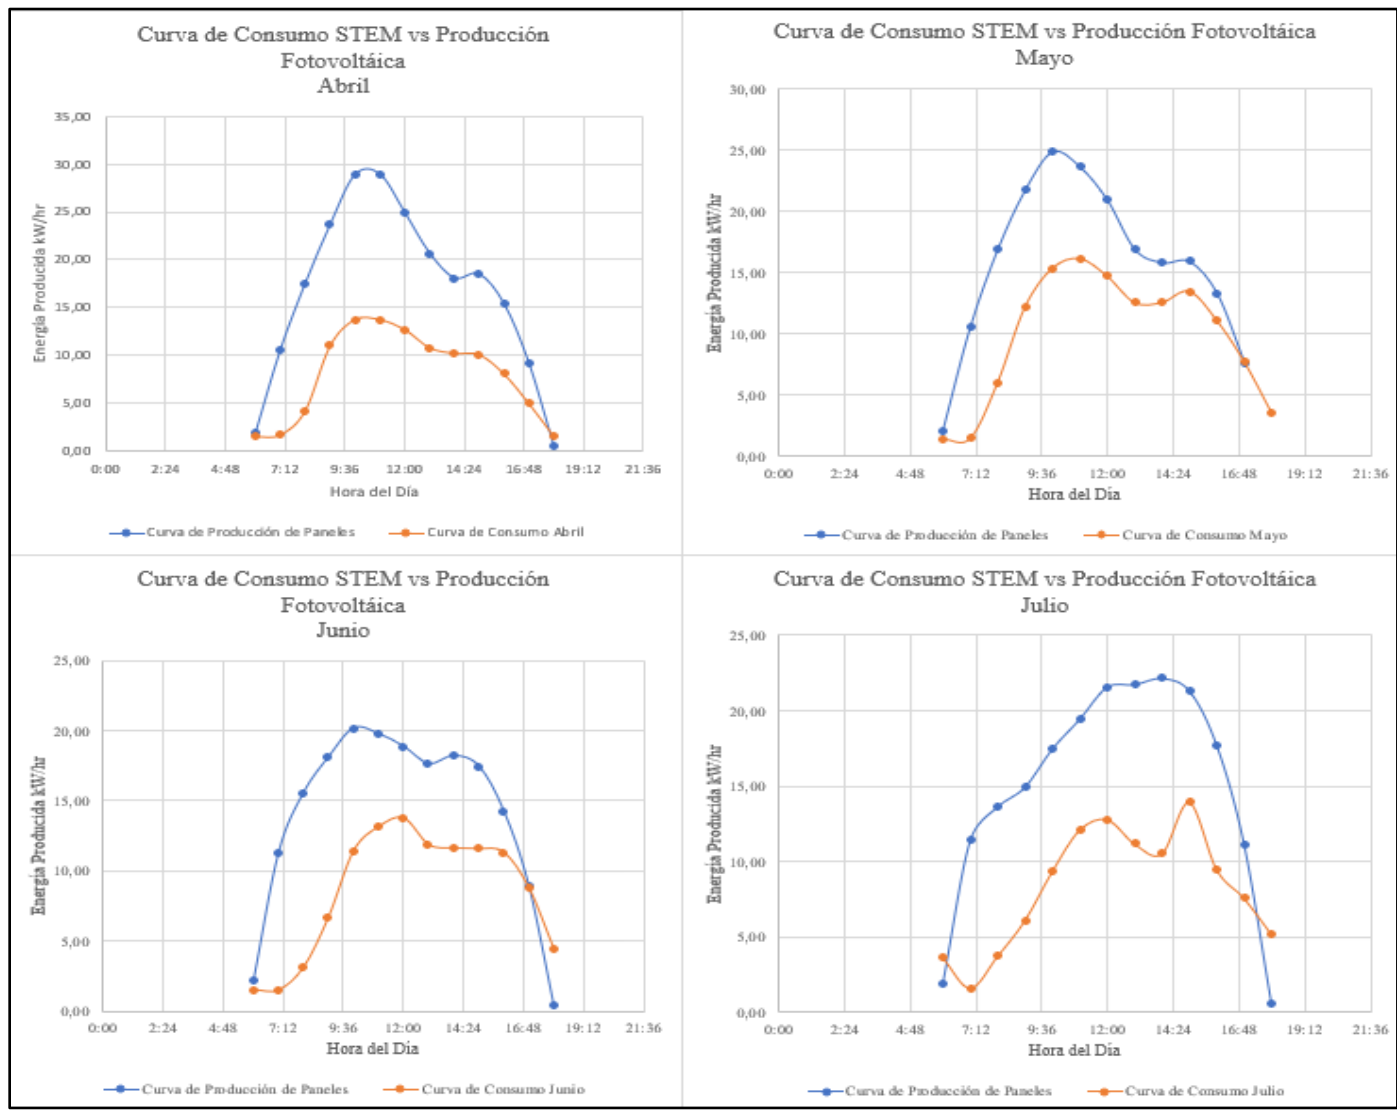 Curva de Consumo STEM vs Producción
Fotovoltáica
Abril
35,00
30,00
25,00
20,00
15,00
10,00
5,00
0,00
Energía Producida kW/hr
0:00 2:24 4:48 7:12 9:36 12:00 14:24 16:48 19:12 21:36
Hora del Día
Curva de Producción de Paneles Curva de Consumo Abril
Curva de Consumo STEM vs Producción Fotovoltáica
Mayo
30,00
25,00
20,00
15,00
10,00
5,00
0,00
Energía Producida kW/hr
0:00 2:24 4:48 7:12 9:36 12:00 14:24 16:48 19:12 21:36
Hora del Día
Curva de Producción de Paneles Curva de Consumo Mayo
Curva de Consumo STEM vs Producción
Fotovoltáica
Junio
25,00
20,00
15,00
10,00
5,00
0,00
Energía Producida kW/hr
0:00 2:24 4:48 7:12 9:36 12:00 14:24 16:48 19:12 21:36
Hora del Día
Curva de Producción de Paneles Curva de Consumo Junio
Curva de Consumo STEM vs Producción Fotovoltáica
Julio
25,00
20,00
15,00
10,00
5,00
0,00
Energía Producida kW/hr
0:00 2:24 4:48 7:12 9:36 12:00 14:24 16:48 19:12 21:36
Hora del Día
Curva de Producción de Paneles Curva de Consumo Julio